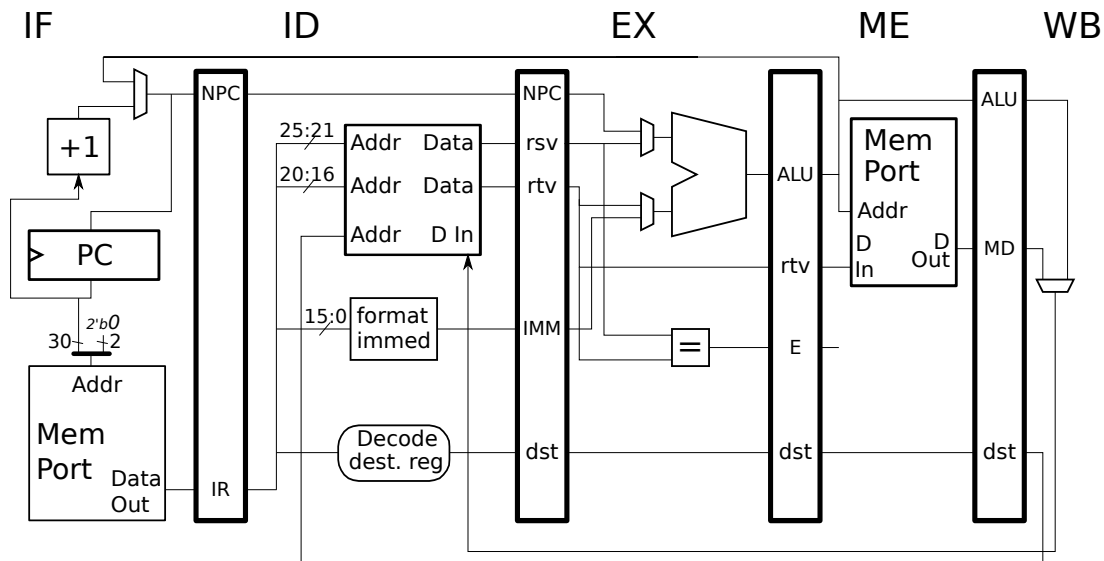 IF ID EX ME WB
NPC
+1
PC
30 2'b0 2
Addr
Mem
Port
Data
Out
IR
25:21
20:16
Addr Data
Addr Data
Addr D In
15:0
format
immed
Decode
dest. reg
NPC
rsv
rtv
IMM
dst
=
ALU
rtv
E
dst
Mem
Port
Addr
D
In
D
Out
ALU
MD
dst